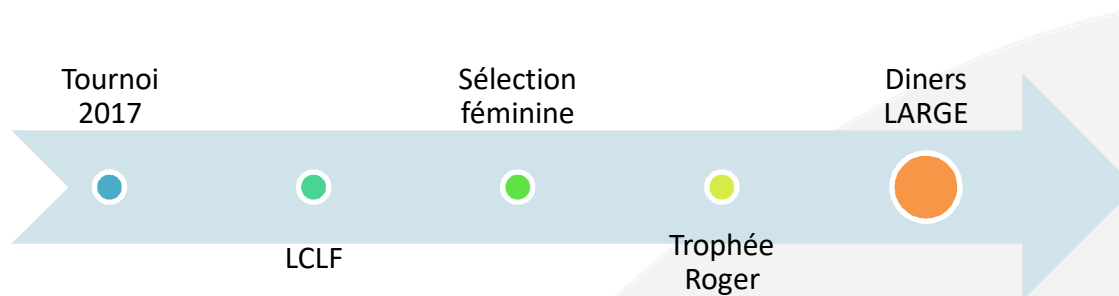 Tournoi
2017
LCLF
Sélection
féminine
Trophée
Roger
Diners
LARGE